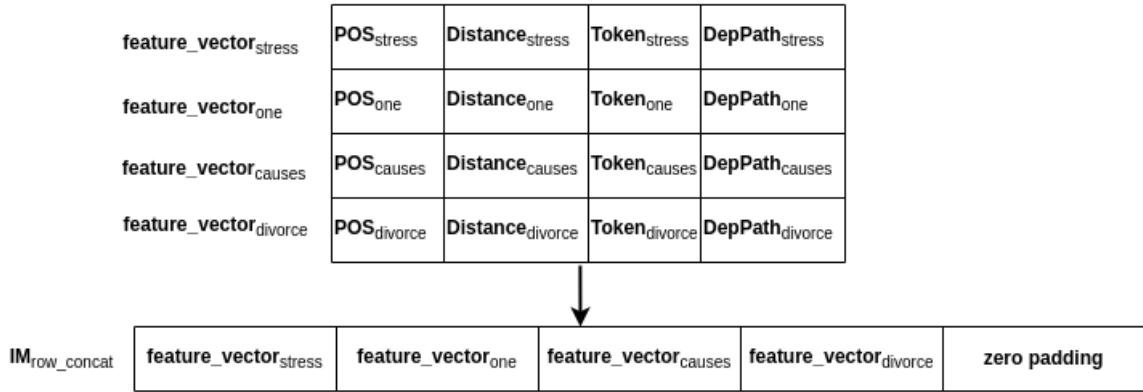 feature_vectorstress POSstress Distancestress Tokenstress DepPathstress
feature_vectorone POSone Distanceone Tokenone DepPathone
feature_vectorcauses POScauses Distancecauses Tokencauses DepPathcauses
feature_vectordivorce POSdivorce Distancedivorce Tokendivorce DepPathdivorce
IMrow_concat feature_vectorstress feature_vectorone feature_vectorcauses feature_vectordivorce zero padding